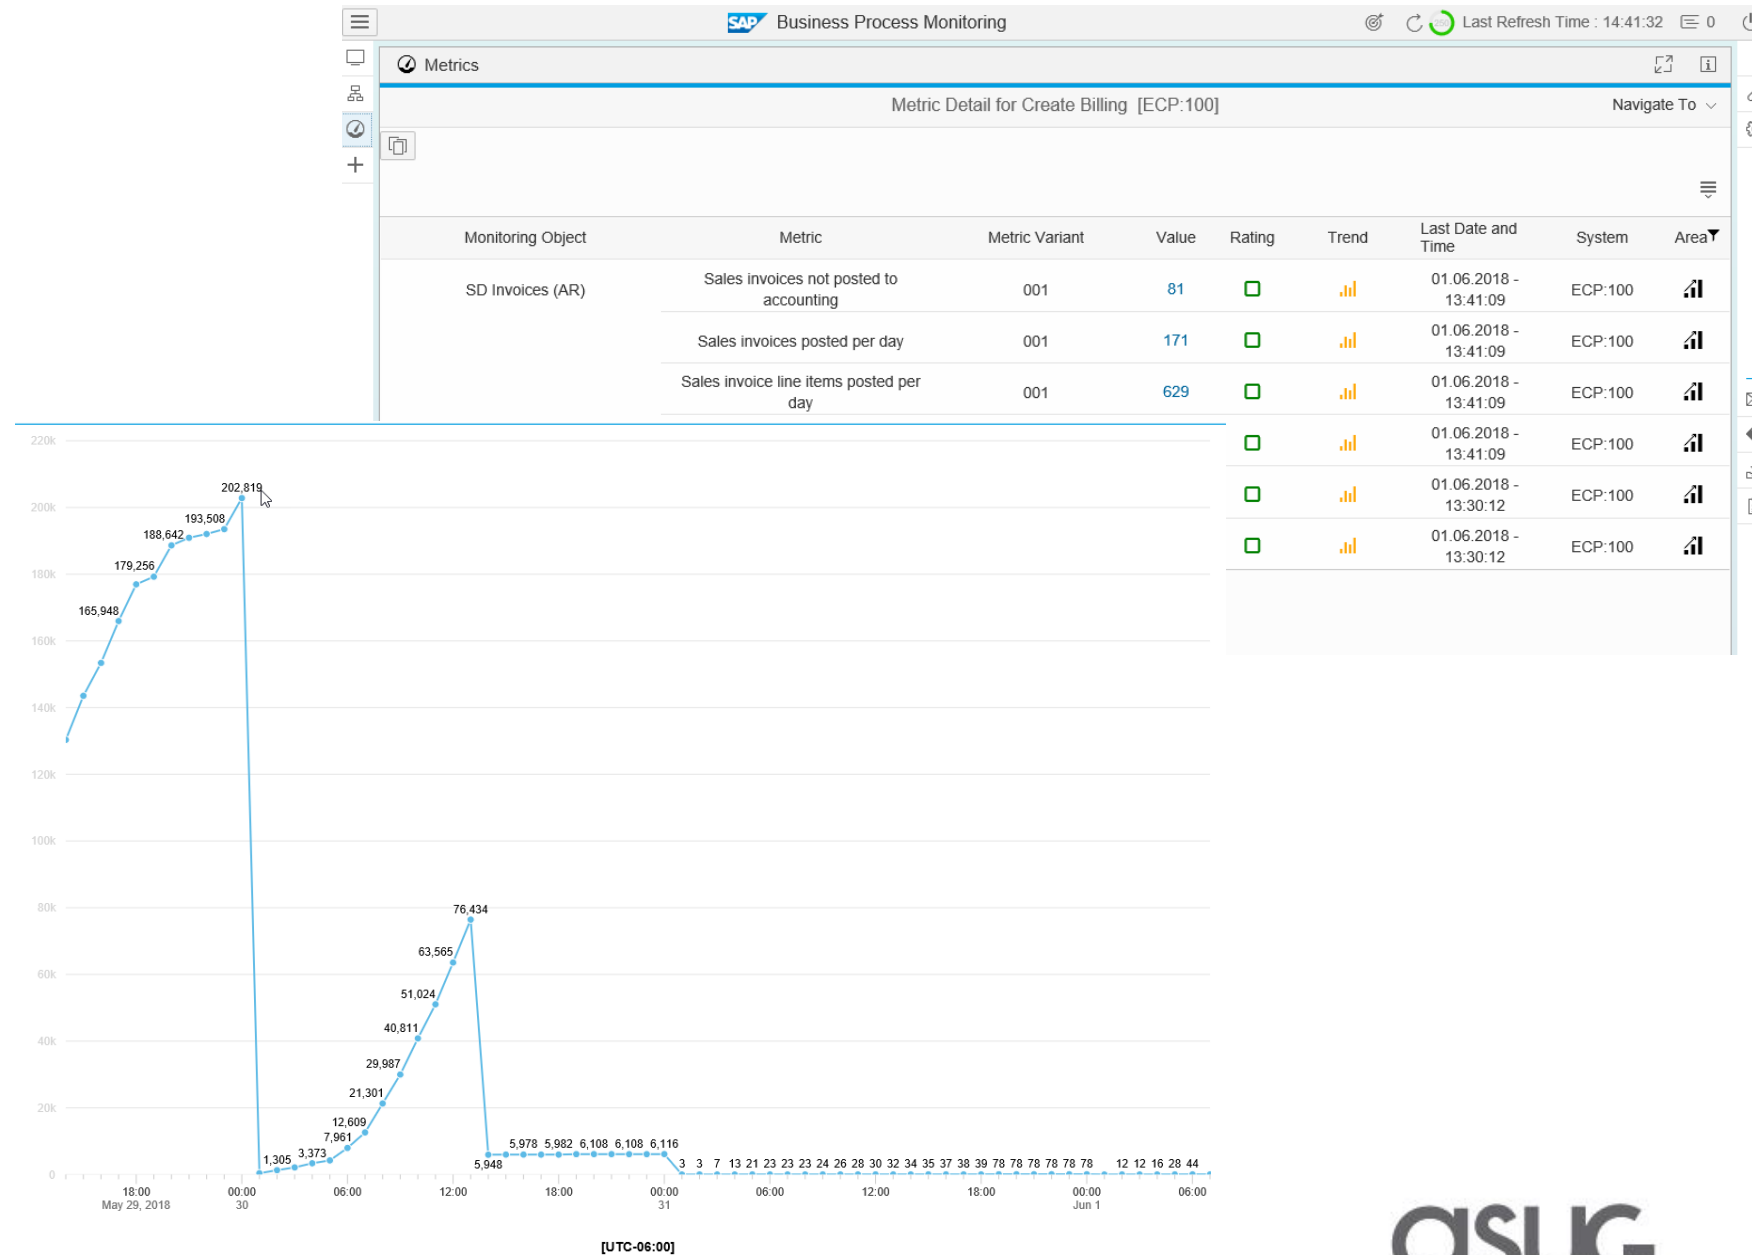 SAP Business Process Monitoring
Last Refresh Time : 14:41:32 0
Metrics
Metric Detail for Create Billing [ECP:100]
Navigate To
Monitoring Object Metric Metric Variant Value Rating Trend Last Date and Time System Area
SD Invoices (AR) Sales invoices not posted to accounting 001 81 01.06.2018 - 13:41:09 ECP:100
Sales invoices posted per day 001 171 01.06.2018 - 13:41:09 ECP:100
Sales invoice line items posted per day 001 629 01.06.2018 - 13:41:09 ECP:100
01.06.2018 - 13:41:09 ECP:100
01.06.2018 - 13:30:12 ECP:100
01.06.2018 - 13:30:12 ECP:100
220k
202,819
200k
193,508
188,642
180k
179,256
165,948
160k
140k
120k
100k
80k
76,434
63,565
60k
51,024
40k
40,811
29,987
21,301
20k
12,609
7,961
3,373
1,305
5,948
5,978 5,982 6,108 6,108 6,116
3 3 7 13 21 23 23 23 24 26 28 30 32 34 35 37 38 39 78 78 78 78 78 78 12 12 16 28 44
0
18:00 00:00 06:00 12:00 18:00 00:00 06:00 12:00 18:00 00:00 06:00
May 29, 2018 30 31 Jun 1
[UTC-06:00]
asug